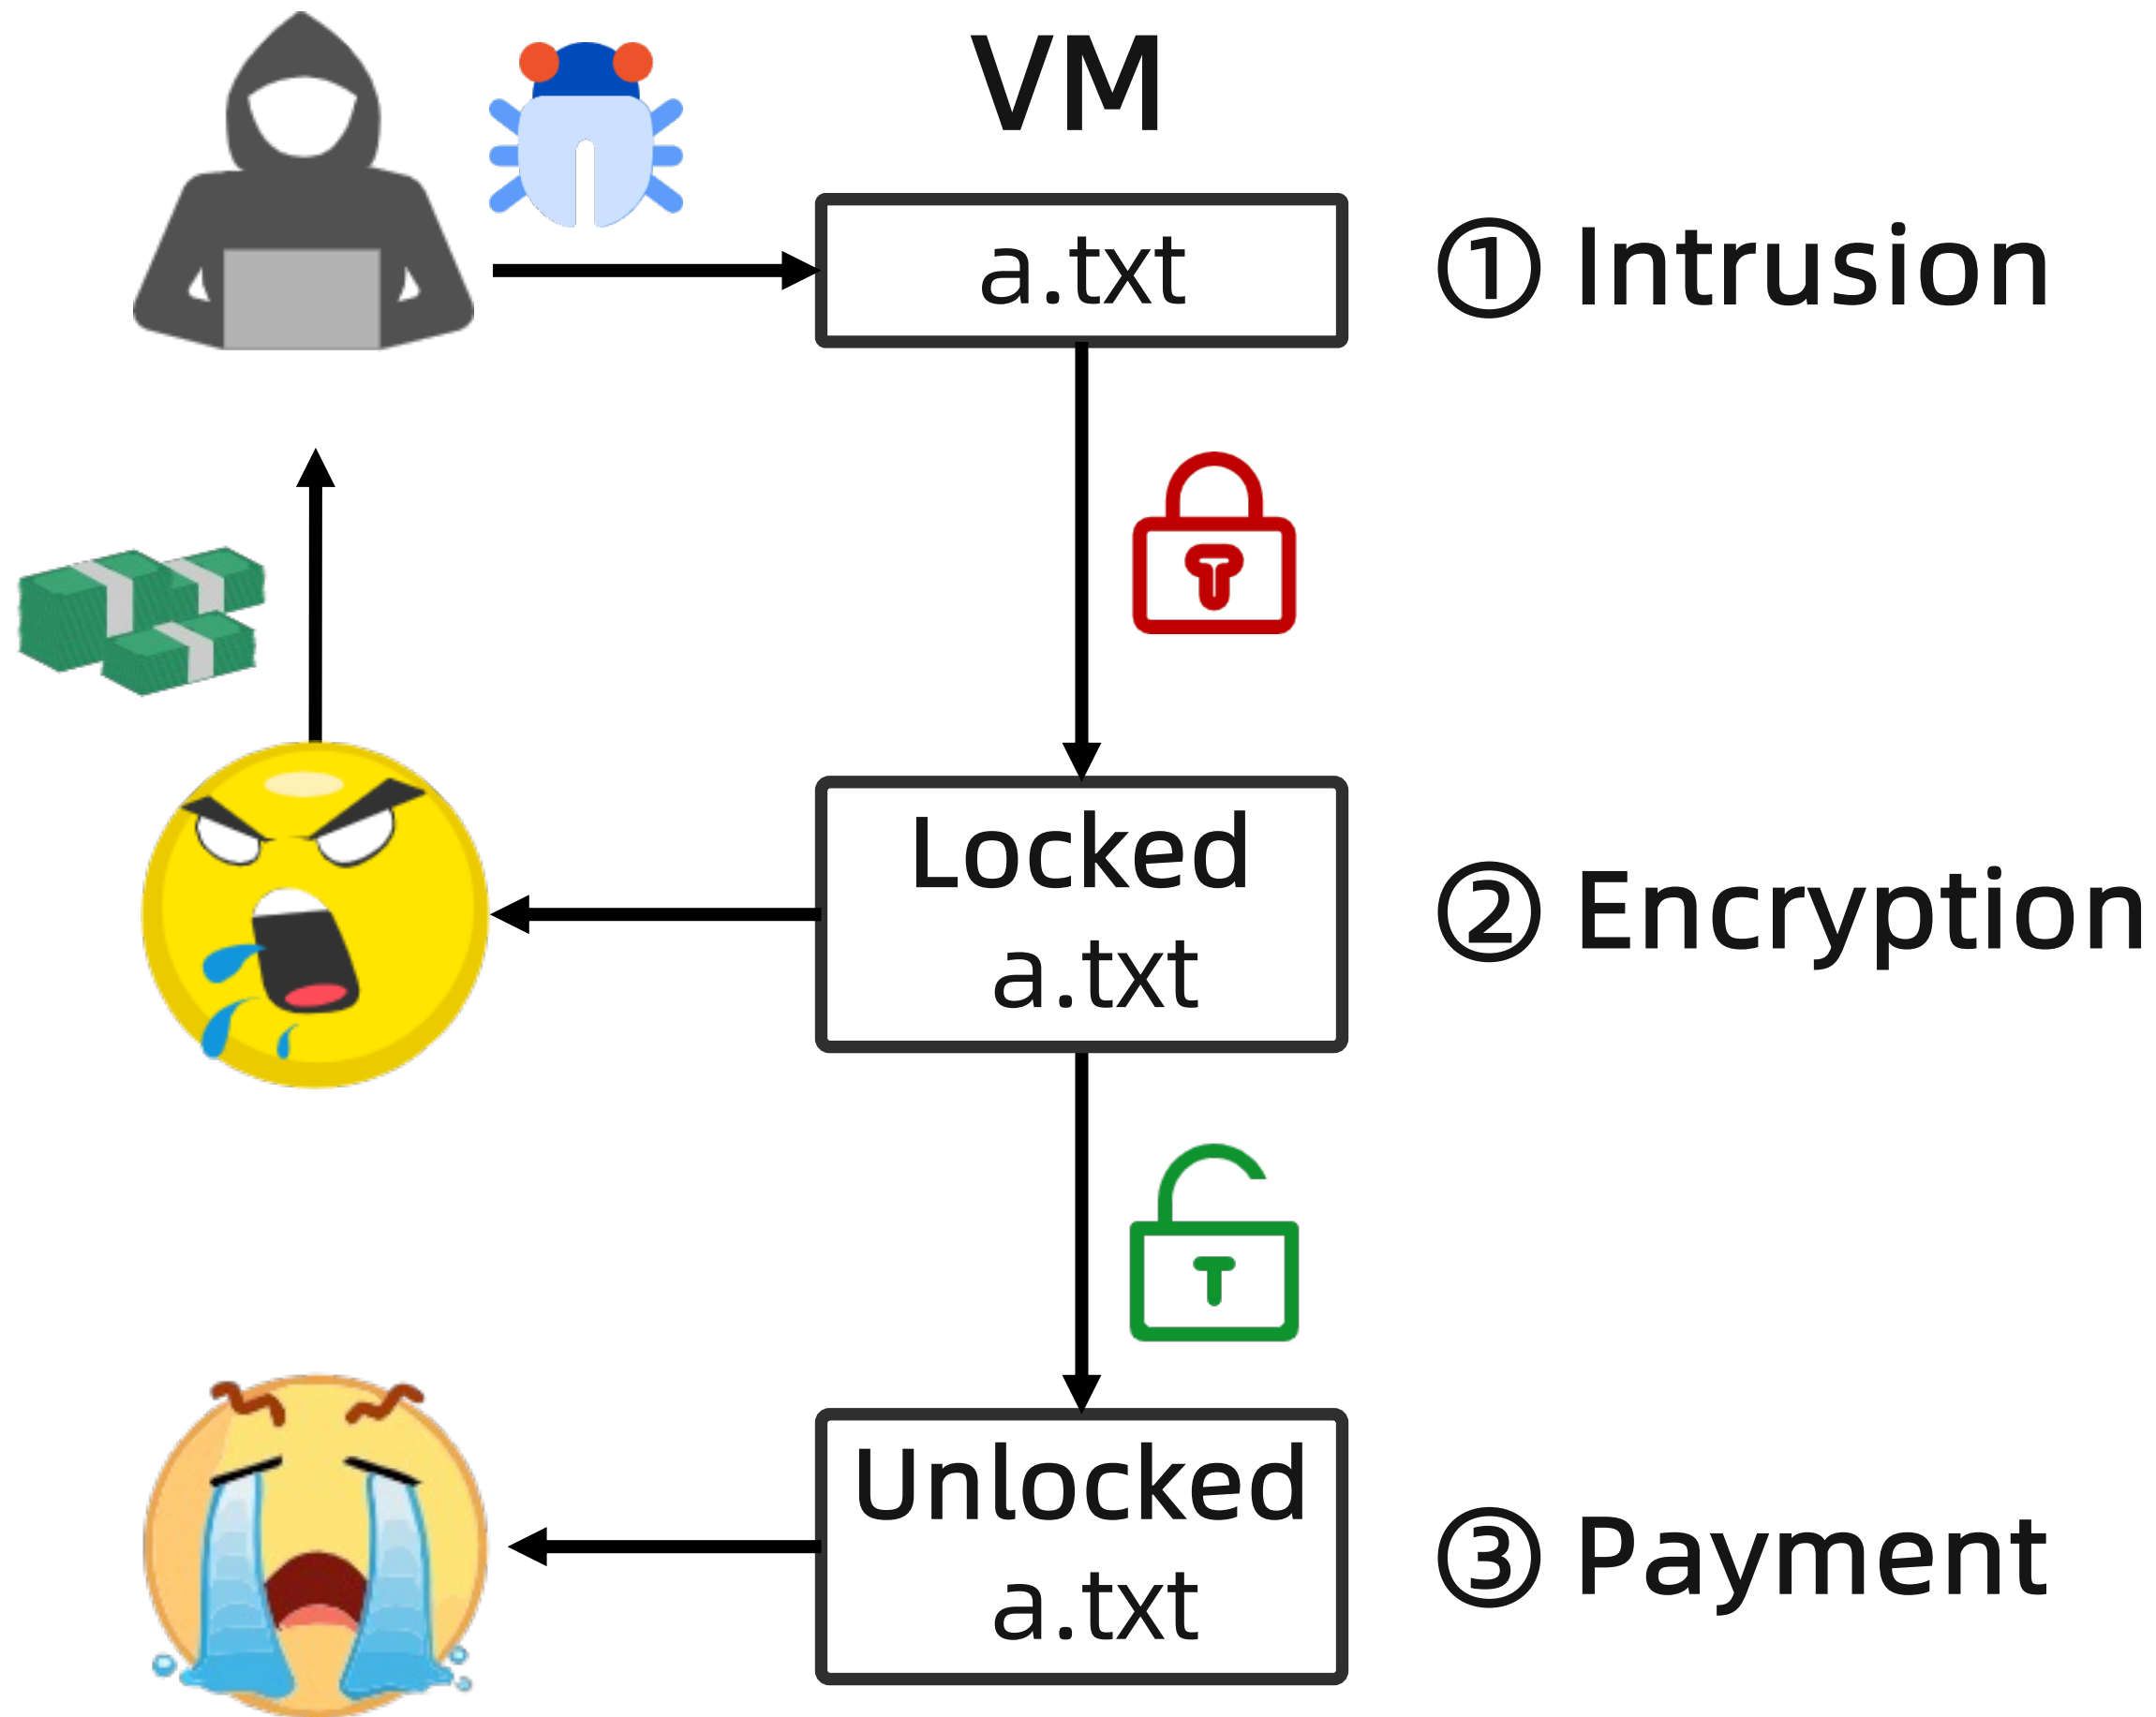 VM
a.txt
① Intrusion
Locked
a.txt
② Encryption
Unlocked
a.txt
③ Payment